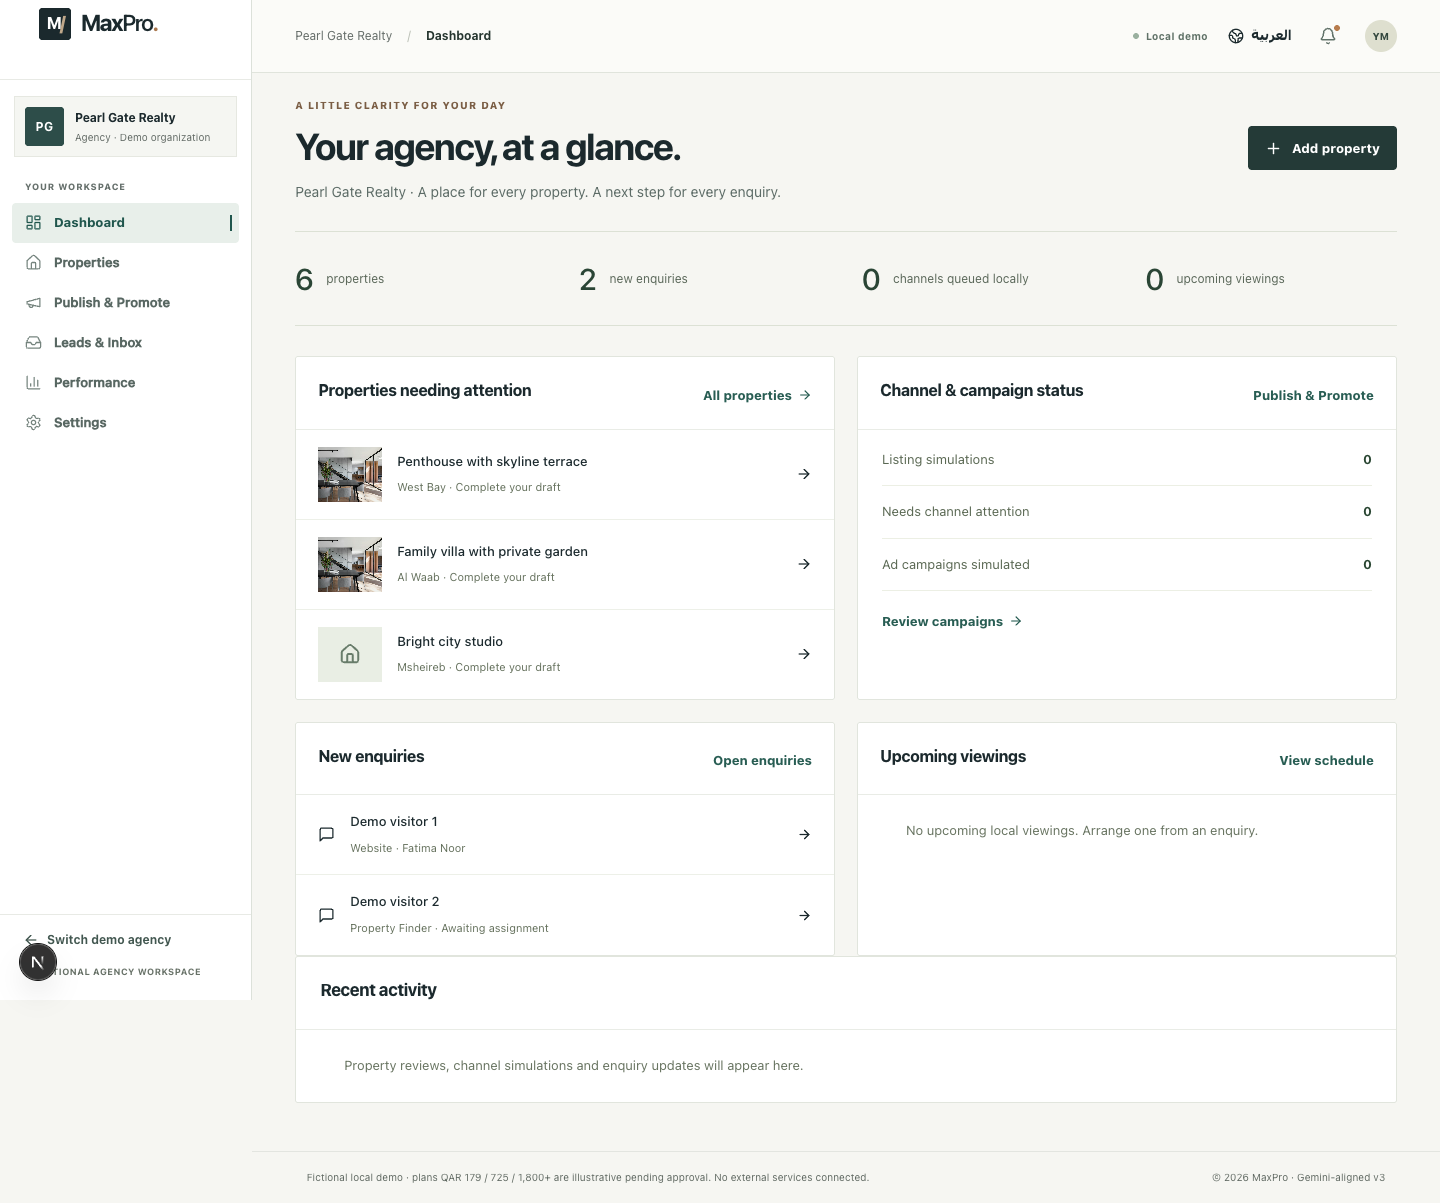 M/ MaxPro.
Pearl Gate Realty / Dashboard
Local demo
العربية
YM
PG
Pearl Gate Realty
Agency · Demo organization
YOUR WORKSPACE
Dashboard
Properties
Publish & Promote
Leads & Inbox
Performance
Settings
Switch demo agency
TIONAL AGENCY WORKSPACE
N
A LITTLE CLARITY FOR YOUR DAY
Your agency, at a glance.
Pearl Gate Realty · A place for every property. A next step for every enquiry.
Add property
6 properties
2 new enquiries
0 channels queued locally
0 upcoming viewings
Properties needing attention
All properties
Penthouse with skyline terrace
West Bay · Complete your draft
Family villa with private garden
Al Waab · Complete your draft
Bright city studio
Msheireb · Complete your draft
Channel & campaign status
Publish & Promote
Listing simulations 0
Needs channel attention 0
Ad campaigns simulated 0
Review campaigns
New enquiries
Open enquiries
Demo visitor 1
Website · Fatima Noor
Demo visitor 2
Property Finder · Awaiting assignment
Upcoming viewings
View schedule
No upcoming local viewings. Arrange one from an enquiry.
Recent activity
Property reviews, channel simulations and enquiry updates will appear here.
Fictional local demo · plans QAR 179 / 725 / 1,800+ are illustrative pending approval. No external services connected.
© 2026 MaxPro · Gemini-aligned v3